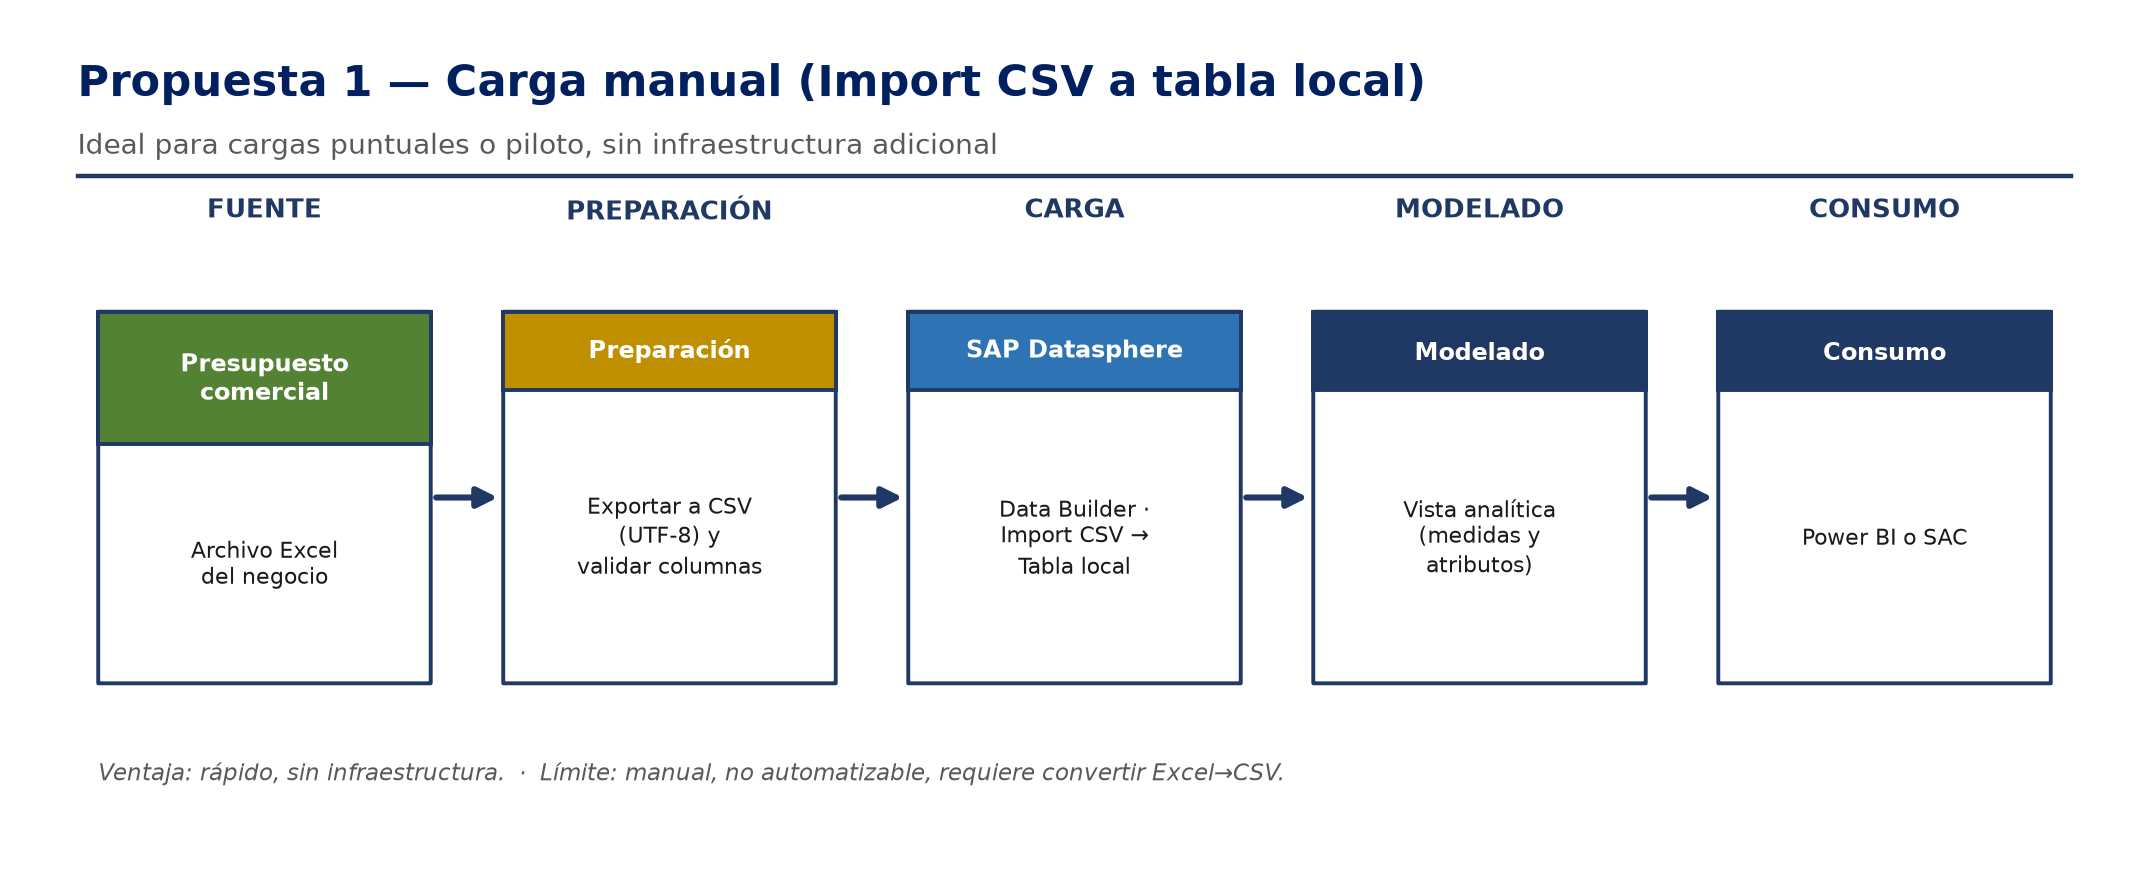 Propuesta 1 — Carga manual (Import CSV a tabla local)
Ideal para cargas puntuales o piloto, sin infraestructura adicional
FUENTE
PREPARACIÓN
CARGA
MODELADO
CONSUMO
Presupuesto
comercial
Archivo Excel
del negocio
Preparación
Exportar a CSV
(UTF-8) y
validar columnas
SAP Datasphere
Data Builder ·
Import CSV →
Tabla local
Modelado
Vista analítica
(medidas y
atributos)
Consumo
Power BI o SAC
Ventaja: rápido, sin infraestructura.  ·  Límite: manual, no automatizable, requiere convertir Excel→CSV.